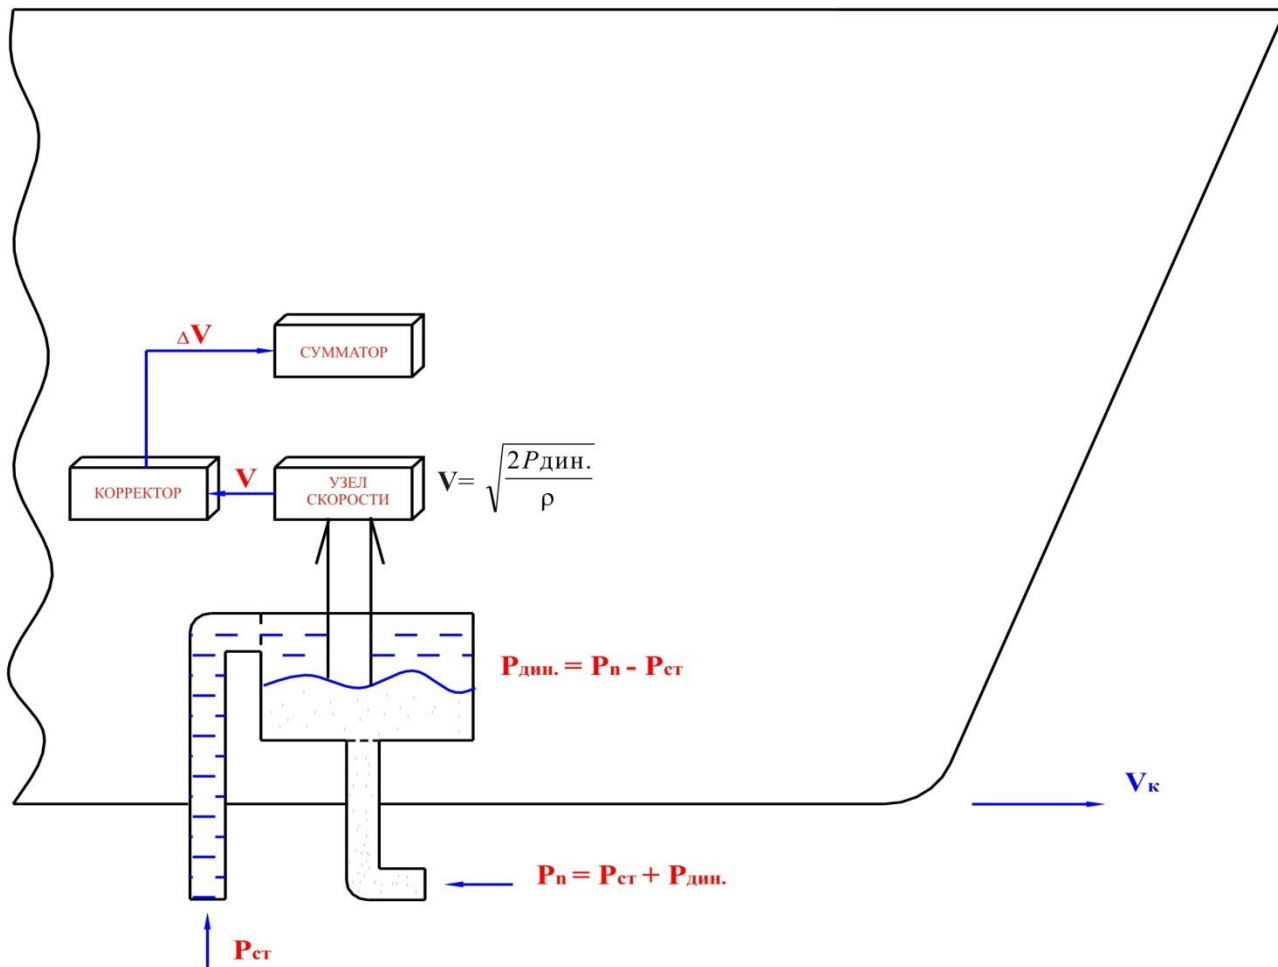 ΔV
СУММАТОР
КОРРЕКТОР
V
УЗЕЛ
СКОРОСТИ
V= √(2Pдин./ρ)
Pдин. = Pп - Pст
Vк
Pп = Pст + Pдин.
Pст